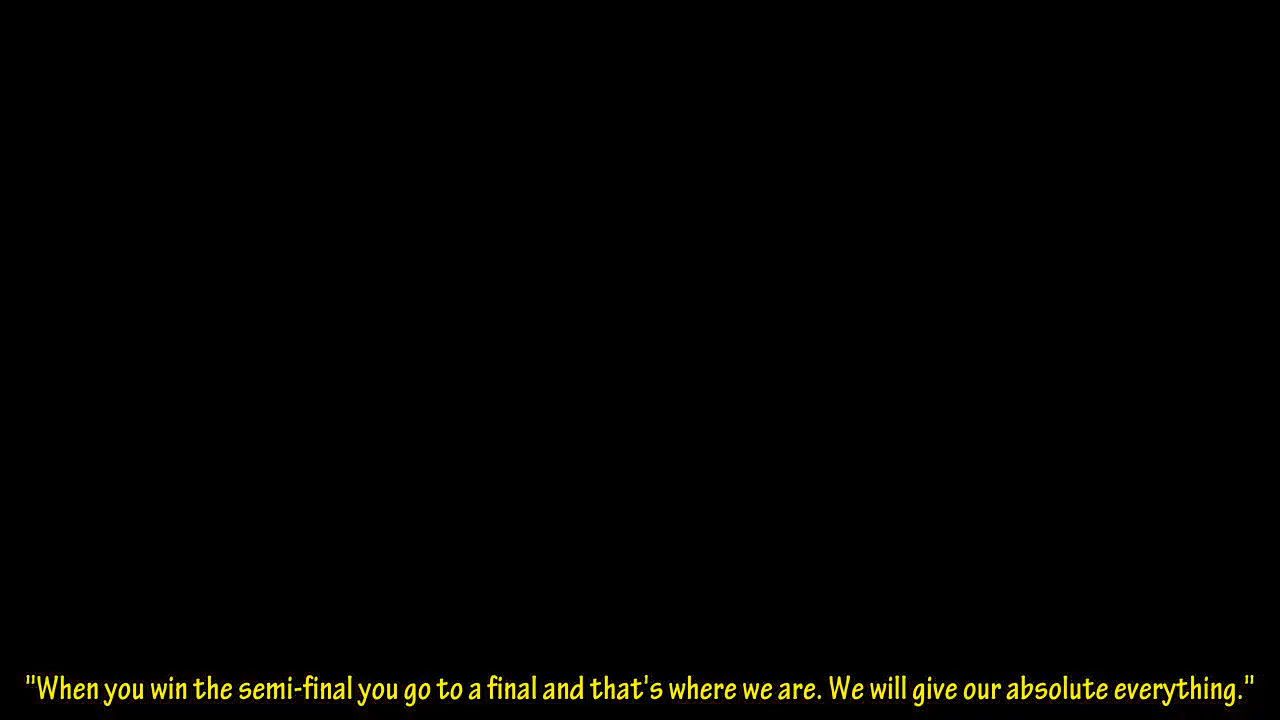 "When you win the semi-final you go to a final and that's where we are. We will give our absolute everything."